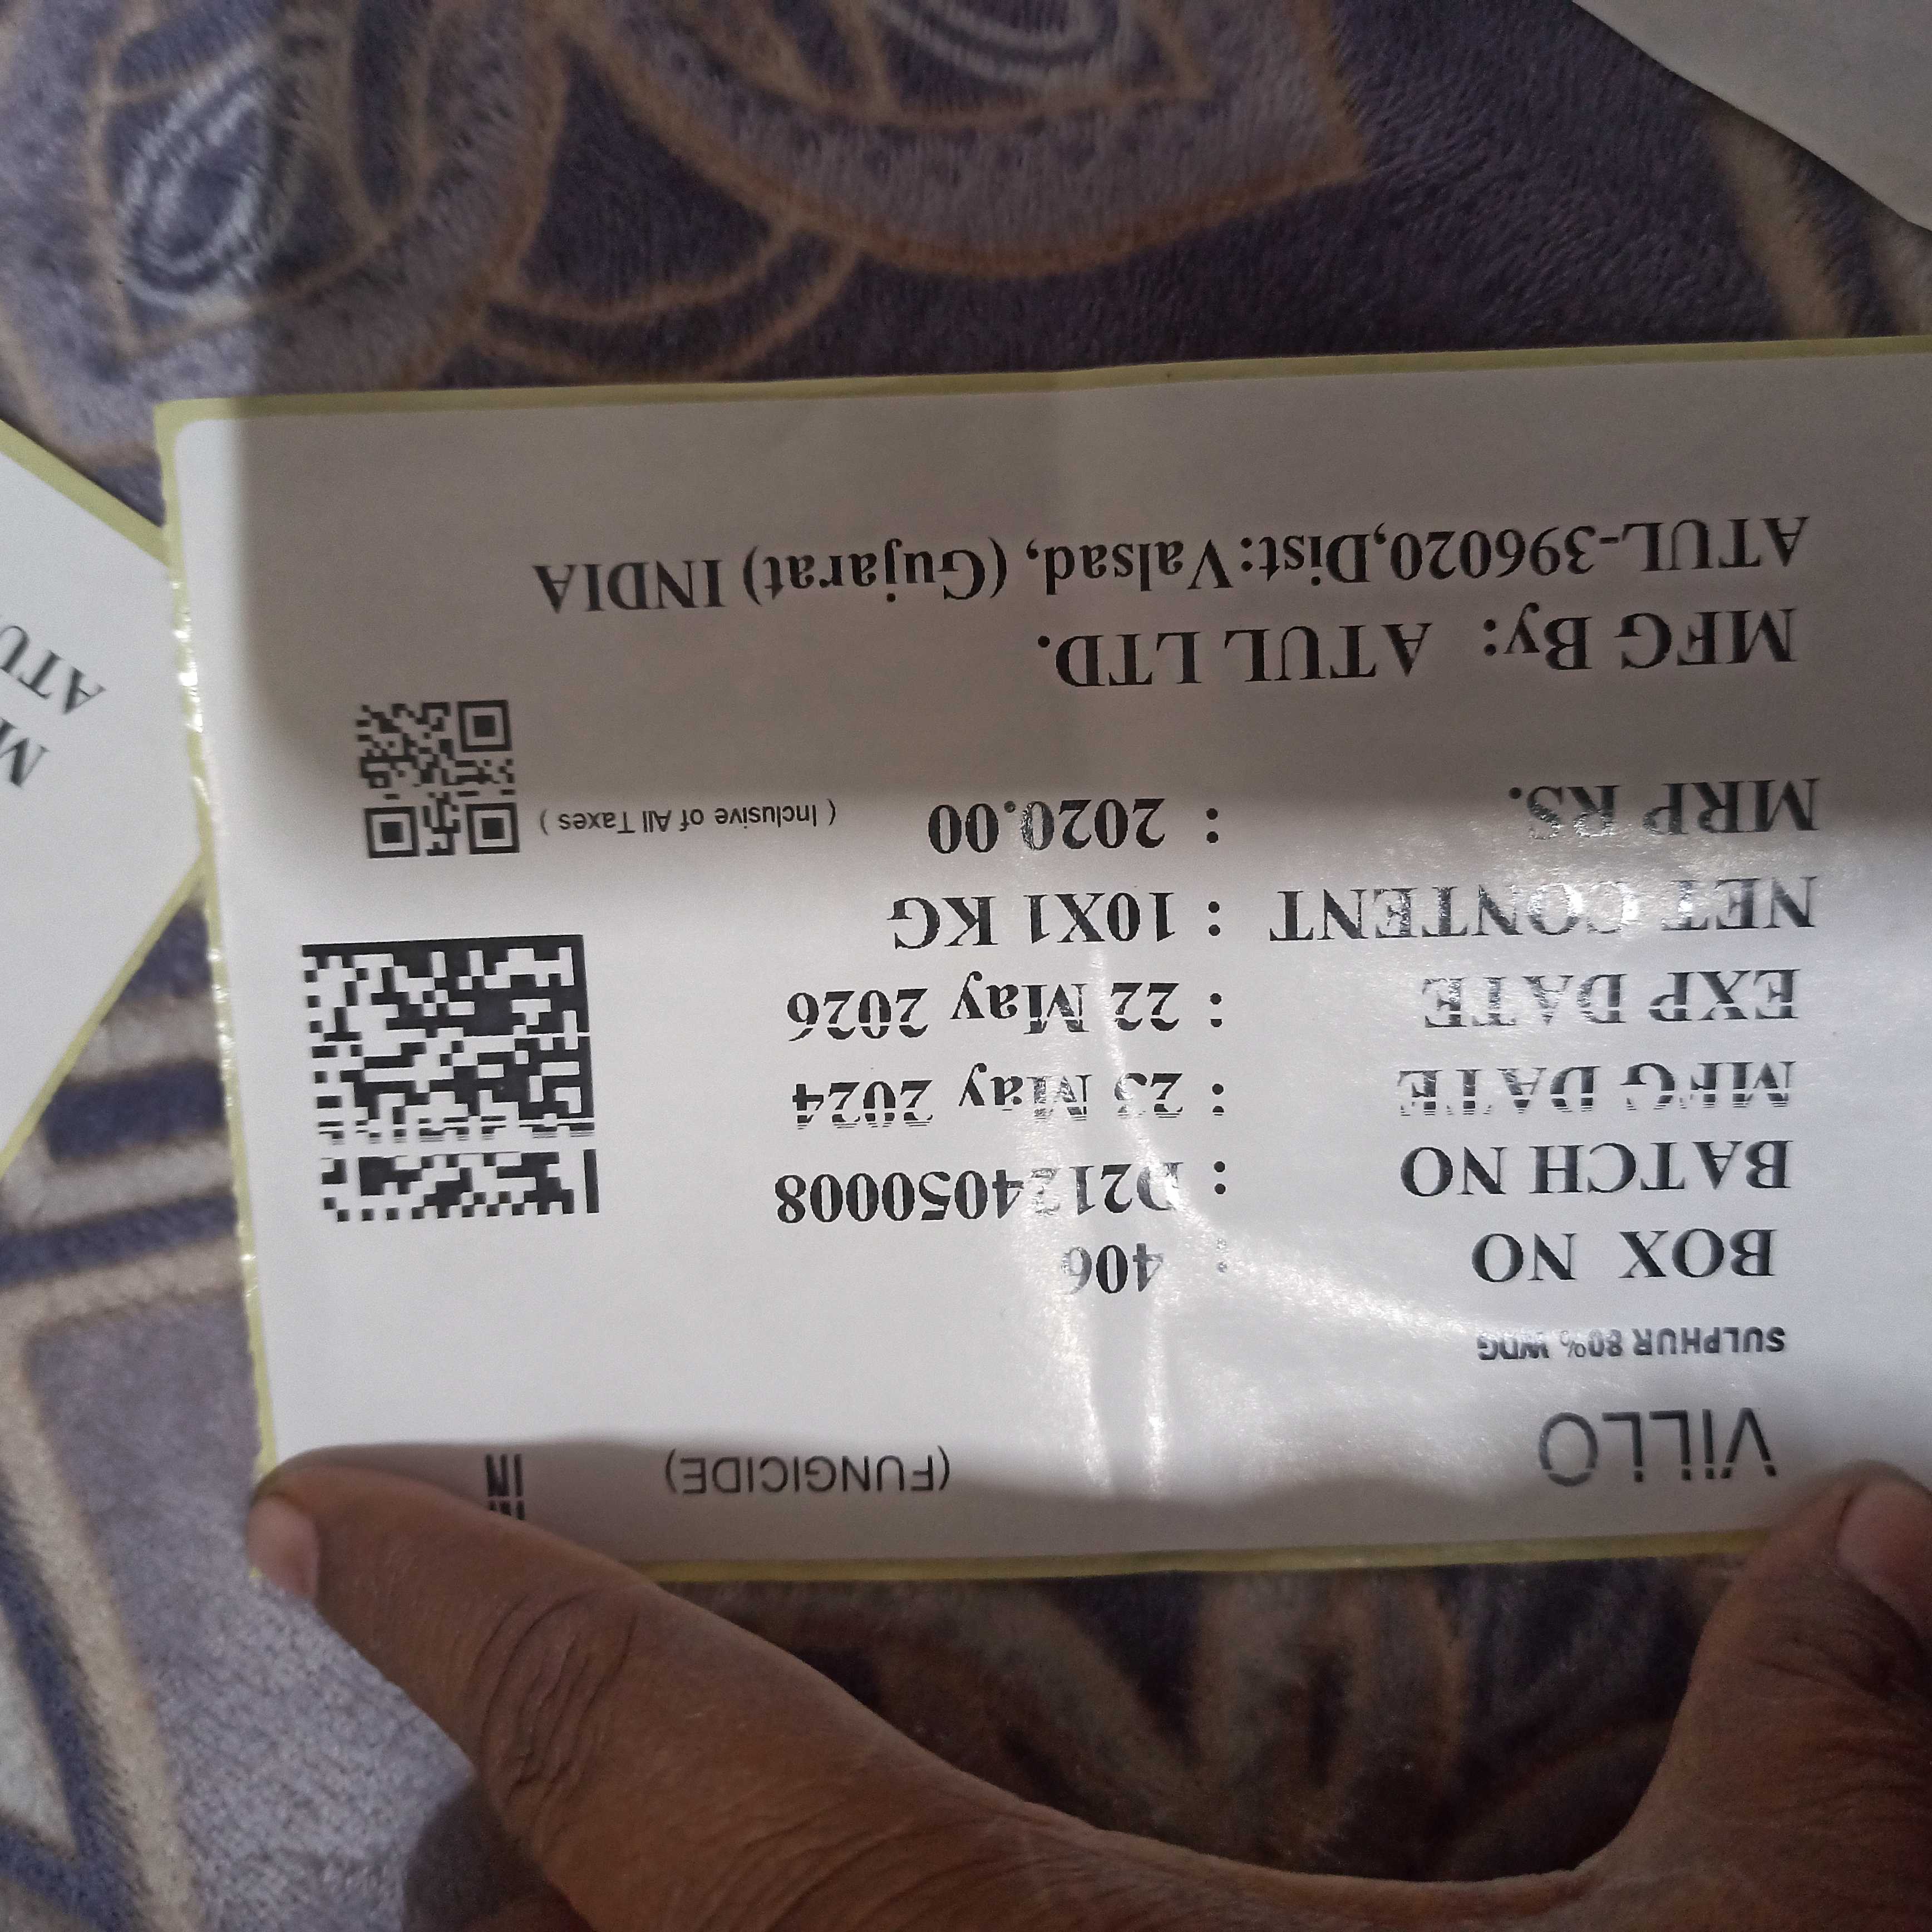 ViLLO (FUNGICIDE)
SULPHUR 80% WDG
BOX NO : 406
BATCH NO : D2124050008
MFG DATE : 23 May 2024
EXP DATE : 22 May 2026
NET CONTENT : 10X1 KG
MRP RS. : 2020.00 ( Inclusive of All Taxes )
MFG By: ATUL LTD.
ATUL-396020,Dist:Valsad, (Gujarat) INDIA